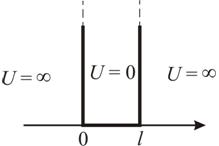 U = ∞
U = 0
U = ∞
0
l